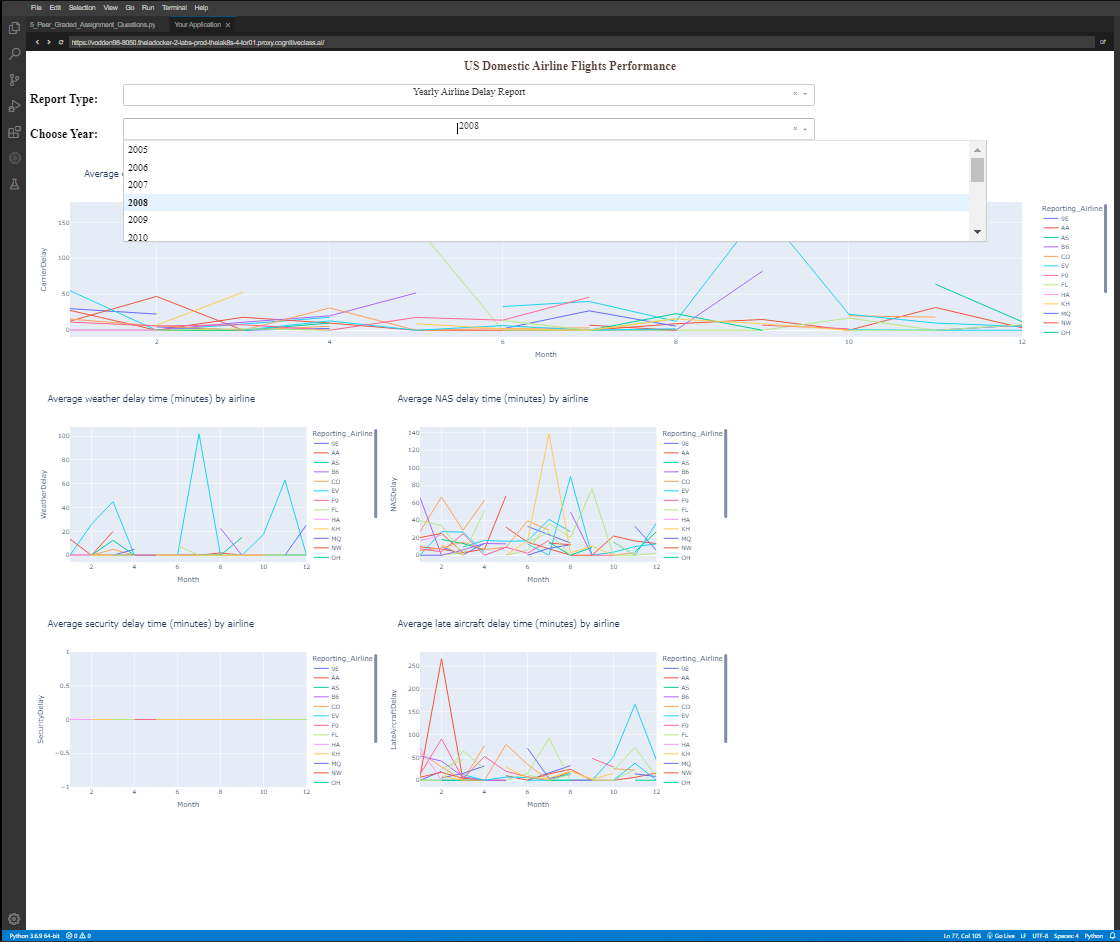 File Edit Selection View Go Run Terminal Help
5_Peer_Graded_Assignment_Questions.py Your Application ×
https://vodden98-8050.theiadocker-2-labs-prod-theiak8s-4-tor01.proxy.cognitiveclass.ai/
US Domestic Airline Flights Performance
Report Type: Yearly Airline Delay Report ×
Choose Year: 2008 ×
2005
2006
2007
2008
2009
2010
Average
150
100
50
0
CarrierDelay
2 4 6 8 10 12
Month
Reporting_Airline
9E
AA
AS
B6
CO
EV
F9
FL
HA
KH
MQ
NW
OH
Average weather delay time (minutes) by airline
100
80
60
40
20
0
WeatherDelay
2 4 6 8 10 12
Month
Reporting_Airline
9E
AA
AS
B6
CO
EV
F9
FL
HA
KH
MQ
NW
OH
Average NAS delay time (minutes) by airline
140
120
100
80
60
40
20
0
NASDelay
2 4 6 8 10 12
Month
Reporting_Airline
9E
AA
AS
B6
CO
EV
F9
FL
HA
KH
MQ
NW
OH
Average security delay time (minutes) by airline
1
0.5
0
−0.5
−1
SecurityDelay
2 4 6 8 10 12
Month
Reporting_Airline
9E
AA
AS
B6
CO
EV
F9
FL
HA
KH
MQ
NW
OH
Average late aircraft delay time (minutes) by airline
250
200
150
100
50
0
LateAircraftDelay
2 4 6 8 10 12
Month
Reporting_Airline
9E
AA
AS
B6
CO
EV
F9
FL
HA
KH
MQ
NW
OH
Python 3.6.9 64-bit 0 0 Ln 77, Col 105 Go Live LF UTF-8 Spaces: 4 Python